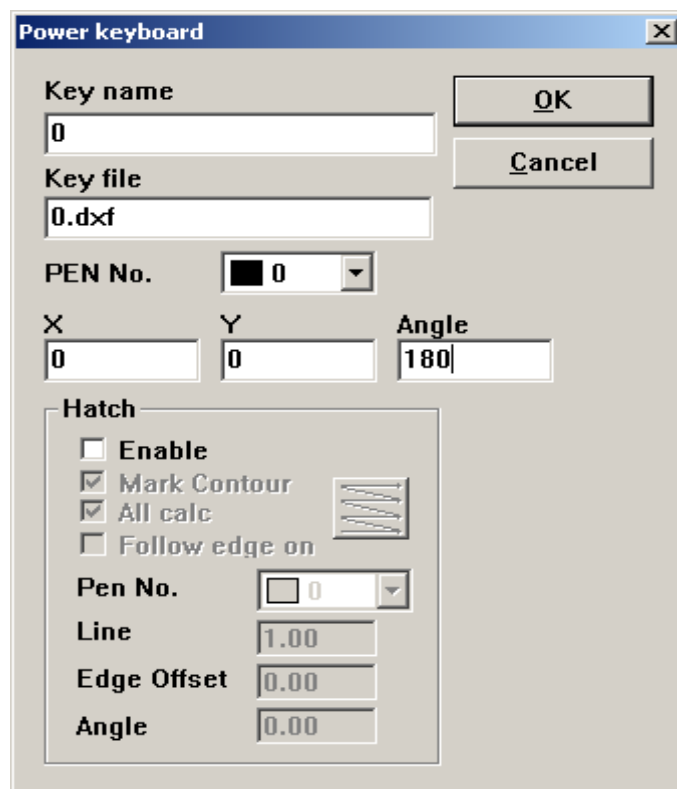 Power keyboard
Key name
OK
0
Cancel
Key file
0.dxf
PEN No. 0
X Y Angle
0 0 180
Hatch
Enable
Mark Contour
All calc
Follow edge on
Pen No. 0
Line 1.00
Edge Offset 0.00
Angle 0.00